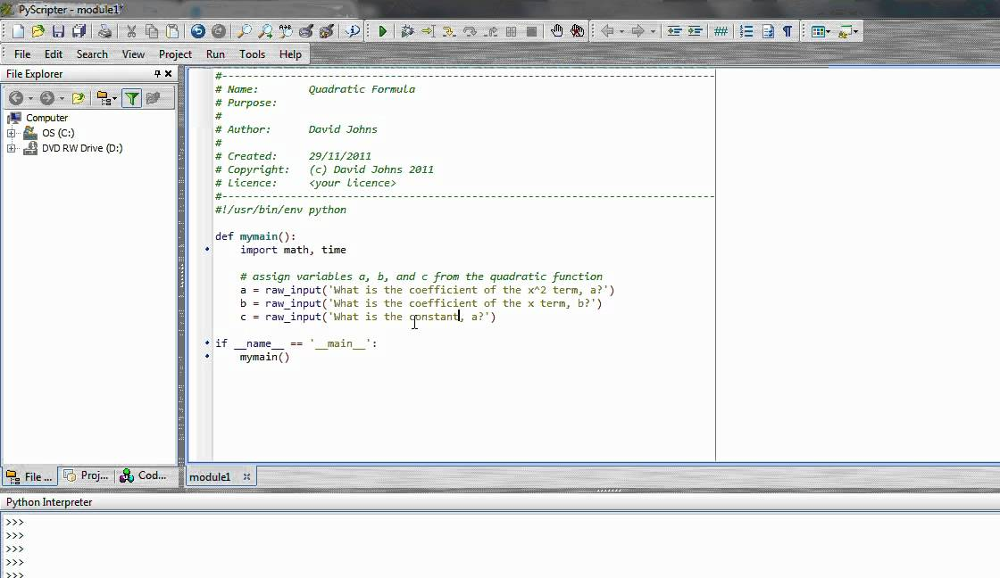 PyScripter - module1*
File Edit Search View Project Run Tools Help
File Explorer
Computer
OS (C:)
DVD RW Drive (D:)
File ... Proj... Cod...
#-------------------------------------------------------------------------------
# Name:        Quadratic Formula
# Purpose:
#
# Author:      David Johns
#
# Created:     29/11/2011
# Copyright:   (c) David Johns 2011
# Licence:     <your licence>
#-------------------------------------------------------------------------------
#!/usr/bin/env python
def mymain():
    import math, time
    # assign variables a, b, and c from the quadratic function
    a = raw_input('What is the coefficient of the x^2 term, a?')
    b = raw_input('What is the coefficient of the x term, b?')
    c = raw_input('What is the constant, a?')
if __name__ == '__main__':
    mymain()
module1
Python Interpreter
>>>
>>>
>>>
>>>
>>>